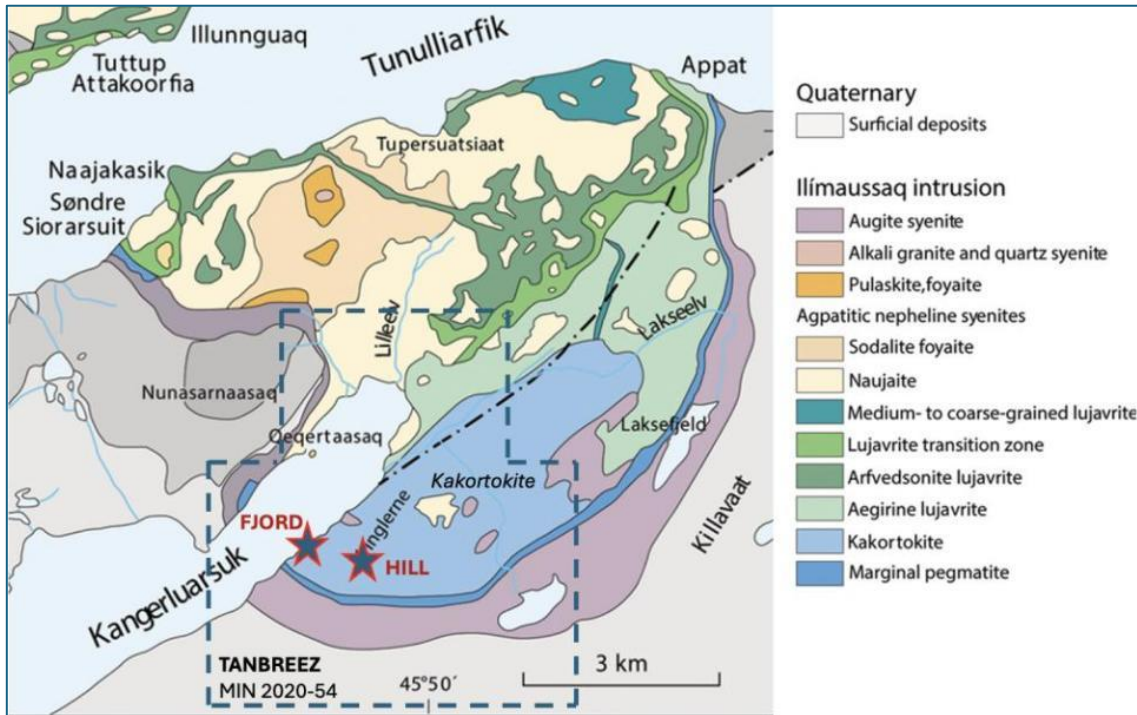 Illunnguaq
Tuttup
Attakoorfia
Tunulliarfik
Appat
Naajakasik
Søndre
Siorarsuit
Tupersuatsiaat
Lilleelv
Lakseelv
Nunasarnaasaq
Qeqertaasaq
Laksefjeld
Kakortokite
Killavaat
FJORD
HILL
Kangerluarsuk
TANBREEZ
MIN 2020-54
45°50´
3 km
Quaternary
Surficial deposits
Ilímaussaq intrusion
Augite syenite
Alkali granite and quartz syenite
Pulaskite,foyaite
Agpatitic nepheline syenites
Sodalite foyaite
Naujaite
Medium- to coarse-grained lujavrite
Lujavrite transition zone
Arfvedsonite lujavrite
Aegirine lujavrite
Kakortokite
Marginal pegmatite